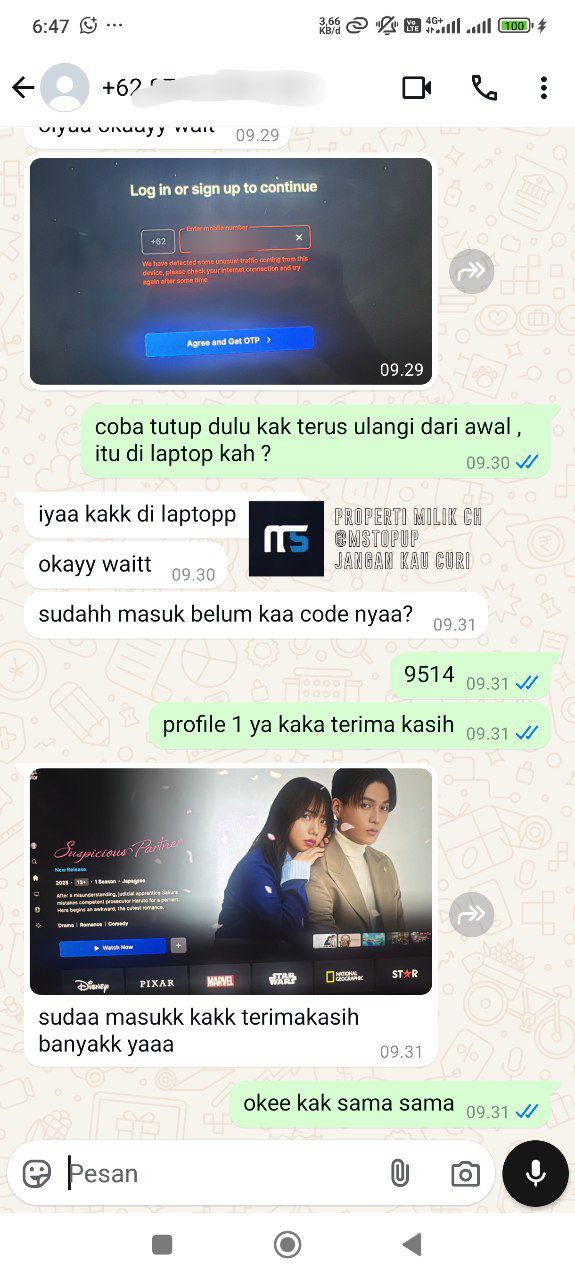 6:47 ...
3,66 KB/d
Vo LTE
4G+
100
+62
oiyaa okaayy wait 09.29
Log in or sign up to continue
+62
Enter mobile number
We have detected some unusual traffic coming from this
device, please check your internet connection and try
again after some time
Agree and Get OTP >
09.29
coba tutup dulu kak terus ulangi dari awal ,
itu di laptop kah ?
09.30
iyaa kakk di laptopp
MS
PROPERTI MILIK CH
@MSTOPUP
JANGAN KAU CURI
okayy waitt 09.30
sudahh masuk belum kaa code nyaa? 09.31
9514 09.31
profile 1 ya kaka terima kasih 09.31
Suspicious Partner
New Release
2025 · 13+ · 1 Season · Japanese
After a misunderstanding, judicial apprentice Sakura
mistakes competent prosecutor Haruto for a pervert.
Here begins an awkward, the cutest romance.
Drama | Romance | Comedy
Watch Now
+
Disney
PIXAR
MARVEL
STAR WARS
NATIONAL GEOGRAPHIC
STAR
sudaa masukk kakk terimakasih
banyakk yaaa
09.31
okee kak sama sama 09.31
Pesan